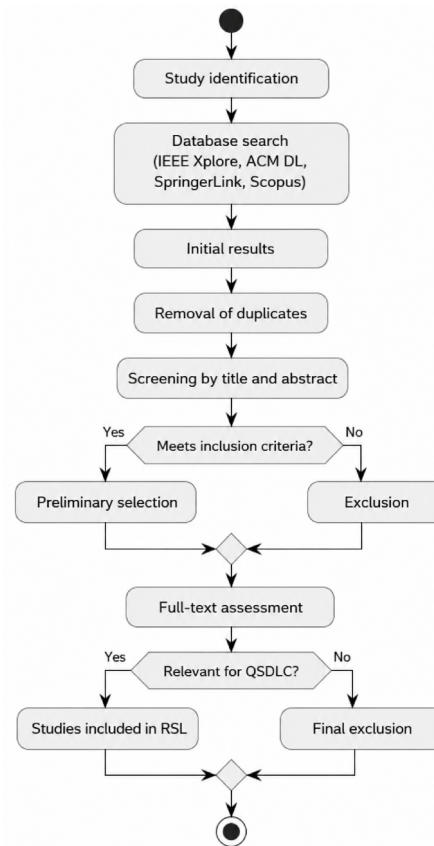 Study identification
Database search
(IEEE Xplore, ACM DL,
SpringerLink, Scopus)
Initial results
Removal of duplicates
Screening by title and abstract
Yes
Meets inclusion criteria?
No
Preliminary selection
Exclusion
Full-text assessment
Yes
Relevant for QSDLC?
No
Studies included in RSL
Final exclusion